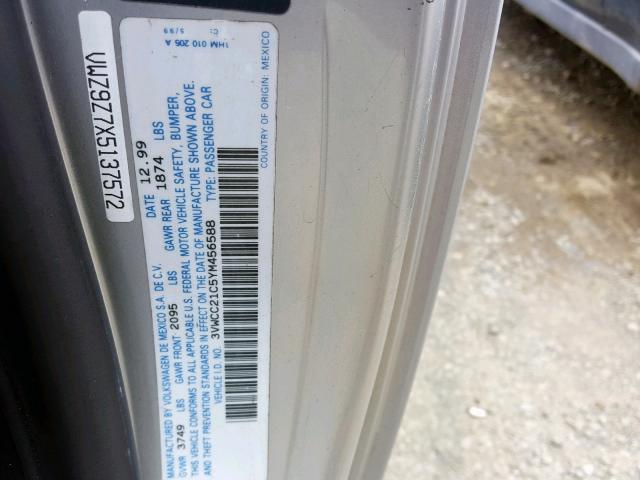 VWZ9Z7X5137572
1HM 010 205 A
5/99
MANUFACTURED BY VOLKSWAGEN DE MEXICO S.A. DE C.V. DATE 12.99
GVWR 3749 LBS GAWR FRONT 2095 LBS GAWR REAR 1874 LBS
THIS VEHICLE CONFORMS TO ALL APPLICABLE U.S. FEDERAL MOTOR VEHICLE SAFETY, BUMPER,
AND THEFT PREVENTION STANDARDS IN EFFECT ON THE DATE OF MANUFACTURE SHOWN ABOVE.
VEHICLE I.D. NO. 3VWCC21C5YM456588 TYPE: PASSENGER CAR
COUNTRY OF ORIGIN: MEXICO